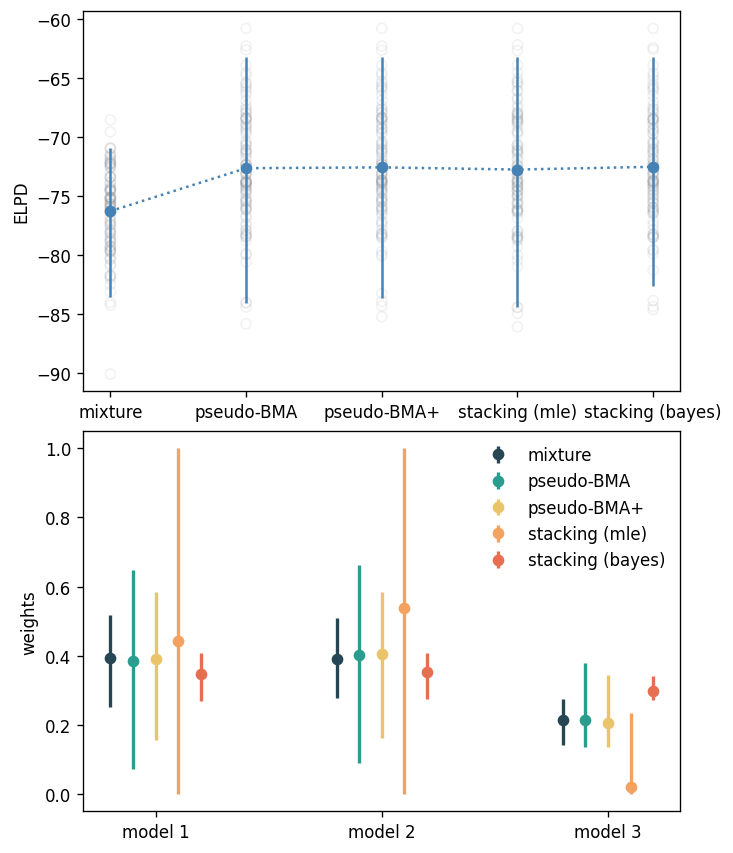 −60
−65
−70
−75
−80
−85
−90
ELPD
mixture pseudo-BMA pseudo-BMA+ stacking (mle) stacking (bayes)
1.0
0.8
0.6
0.4
0.2
0.0
weights
mixture
pseudo-BMA
pseudo-BMA+
stacking (mle)
stacking (bayes)
model 1 model 2 model 3